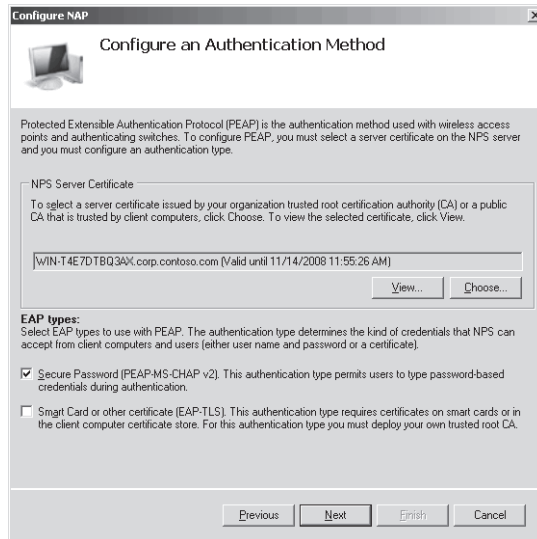 Configure NAP
Configure an Authentication Method
Protected Extensible Authentication Protocol (PEAP) is the authentication method used with wireless access
points and authenticating switches. To configure PEAP, you must select a server certificate on the NPS server
and you must configure an authentication type.
NPS Server Certificate
To select a server certificate issued by your organization trusted root certification authority (CA) or a public
CA that is trusted by client computers, click Choose. To view the selected certificate, click View.
WIN-T4E7DTBQ3AX.corp.contoso.com (Valid until 11/14/2008 11:55:26 AM)
View... Choose...
EAP types:
Select EAP types to use with PEAP. The authentication type determines the kind of credentials that NPS can
accept from client computers and users (either user name and password or a certificate).
Secure Password (PEAP-MS-CHAP v2). This authentication type permits users to type password-based
credentials during authentication.
Smart Card or other certificate (EAP-TLS). This authentication type requires certificates on smart cards or in
the client computer certificate store. For this authentication type you must deploy your own trusted root CA.
Previous Next Finish Cancel